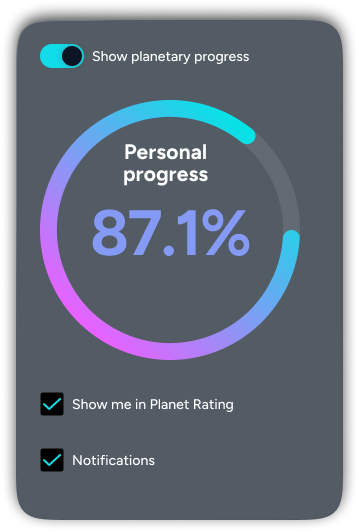 Show planetary progress
Personal
progress
87.1%
Show me in Planet Rating
Notifications